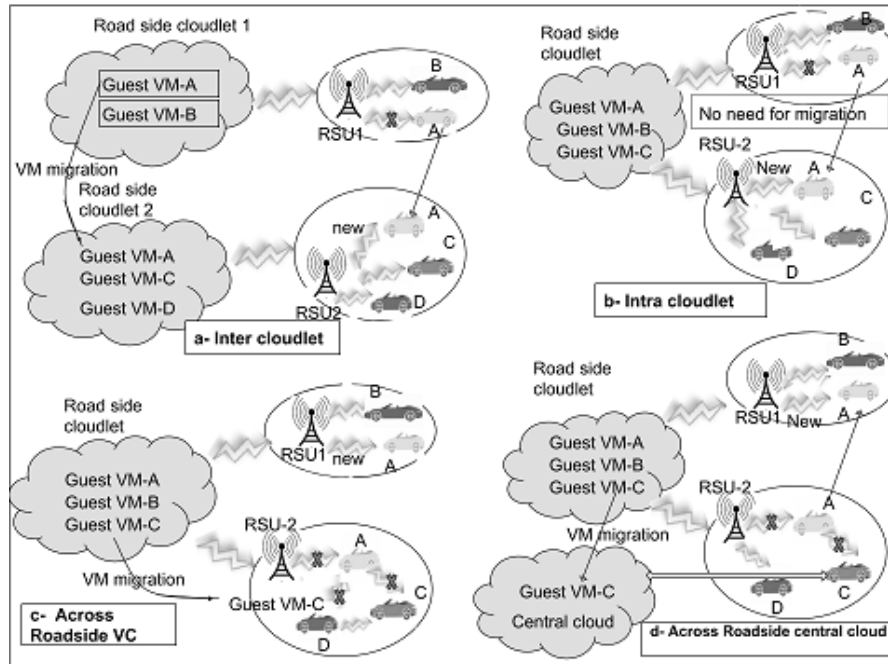 Road side cloudlet 1
Guest VM-A
Guest VM-B
B
RSU1
X
A
VM migration
Road side
cloudlet 2
Guest VM-A
Guest VM-C
Guest VM-D
new
A
C
RSU2
D
a- Inter cloudlet
Road side
cloudlet
Guest VM-A
Guest VM-B
Guest VM-C
B
RSU1
X
A
No need for migration
RSU-2
New
A
C
D
b- Intra cloudlet
Road side
cloudlet
Guest VM-A
Guest VM-B
Guest VM-C
B
RSU1
new
A
RSU-2
X
A
X
X
C
VM migration
Guest VM-C
D
c- Across
Roadside VC
Road side
cloudlet
Guest VM-A
Guest VM-B
Guest VM-C
B
RSU1
New
A
RSU-2
A
X
X
VM migration
Guest VM-C
Central cloud
C
D
d- Across Roadside central cloud